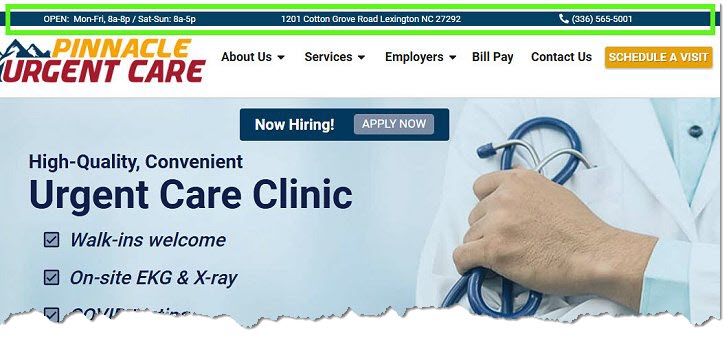 OPEN: Mon-Fri, 8a-8p / Sat-Sun: 8a-5p 1201 Cotton Grove Road Lexington NC 27292 (336) 565-5001
PINNACLE
URGENT CARE
About Us Services Employers Bill Pay Contact Us SCHEDULE A VISIT
Now Hiring! APPLY NOW
High-Quality, Convenient
Urgent Care Clinic
Walk-ins welcome
On-site EKG & X-ray